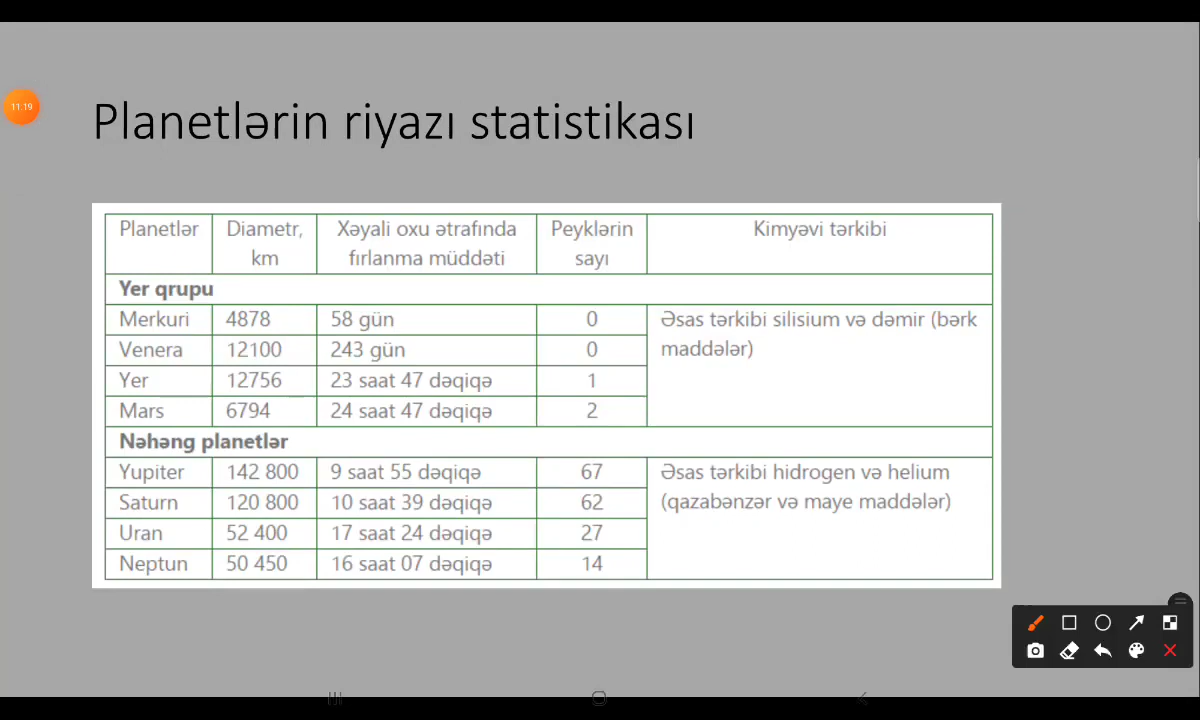 11:19
Planetlərin riyazı statistikası
Planetlər Diametr, Xəyali oxu ətrafında Peyklərin Kimyəvi tərkibi
km fırlanma müddəti sayı
Yer qrupu
Merkuri 4878 58 gün 0 Əsas tərkibi silisium və dəmir (bərk
Venera 12100 243 gün 0 maddələr)
Yer 12756 23 saat 47 dəqiqə 1
Mars 6794 24 saat 47 dəqiqə 2
Nəhəng planetlər
Yupiter 142 800 9 saat 55 dəqiqə 67 Əsas tərkibi hidrogen və helium
Saturn 120 800 10 saat 39 dəqiqə 62 (qazabənzər və maye maddələr)
Uran 52 400 17 saat 24 dəqiqə 27
Neptun 50 450 16 saat 07 dəqiqə 14